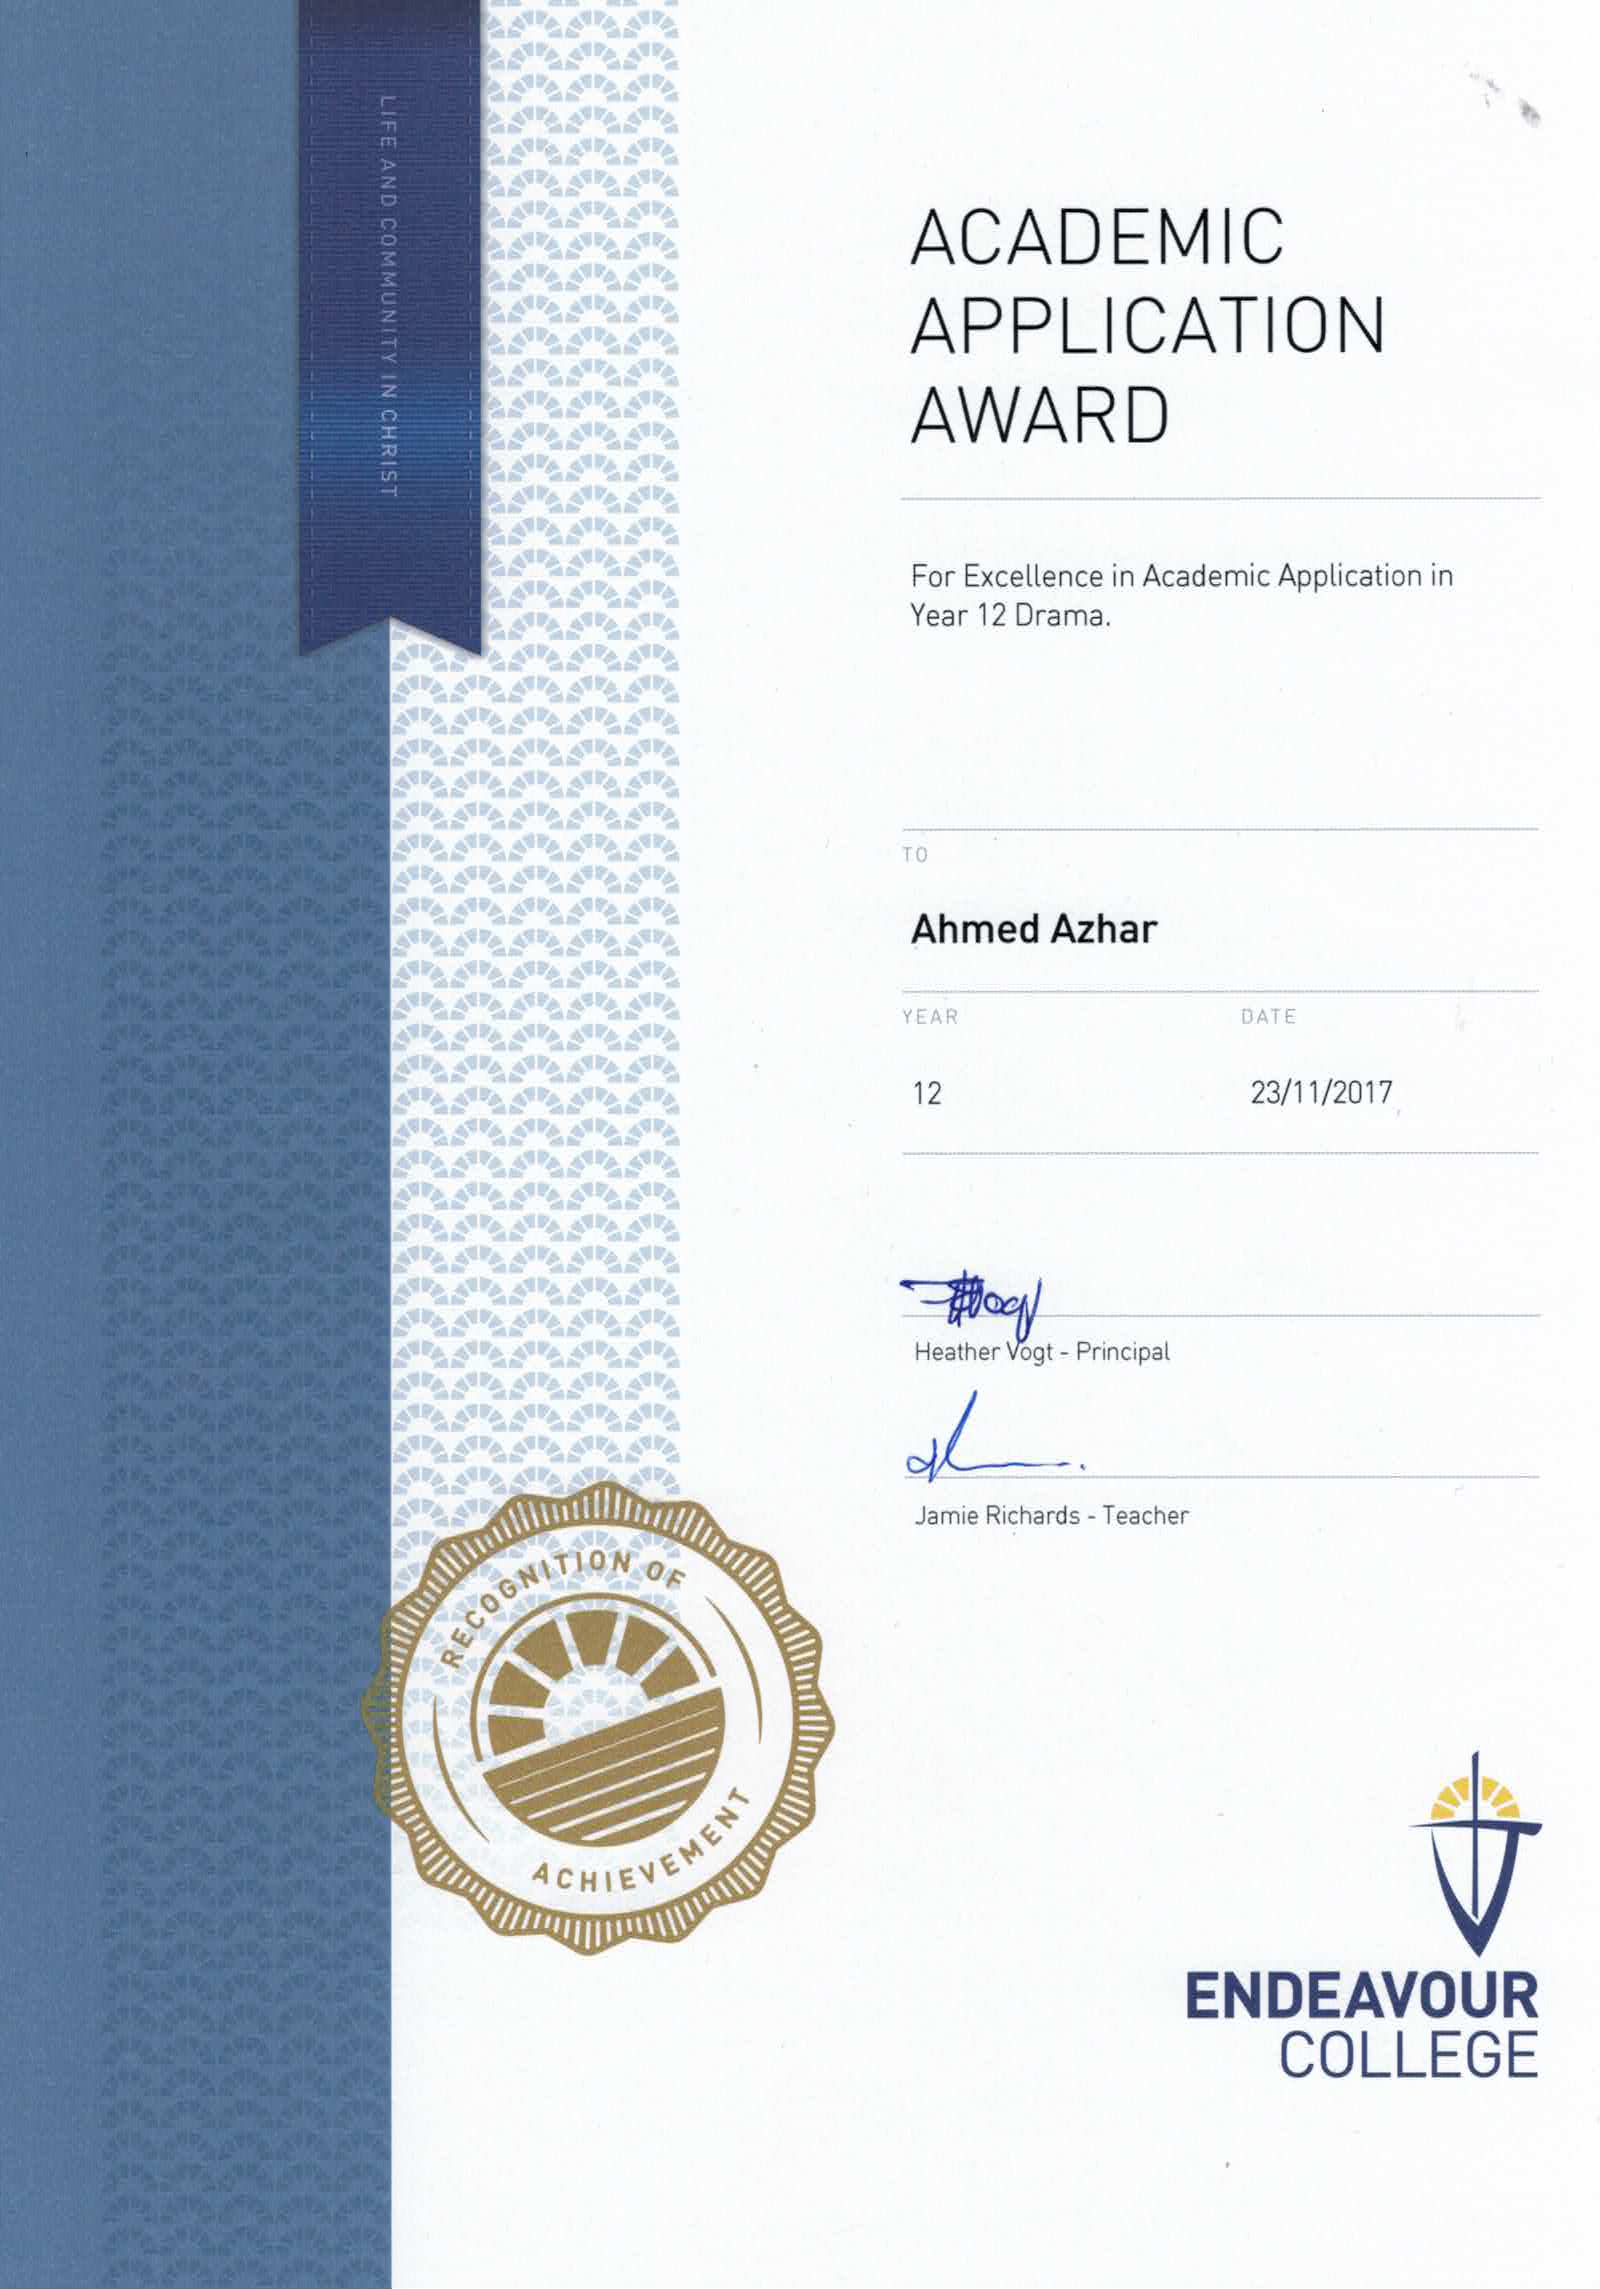 LIFE AND COMMUNITY IN CHRIST
ACADEMIC
APPLICATION
AWARD
For Excellence in Academic Application in
Year 12 Drama.
TO
Ahmed Azhar
YEAR
DATE
12
23/11/2017
Heather Vogt - Principal
Jamie Richards - Teacher
RECOGNITION OF
ACHIEVEMENT
ENDEAVOUR
COLLEGE